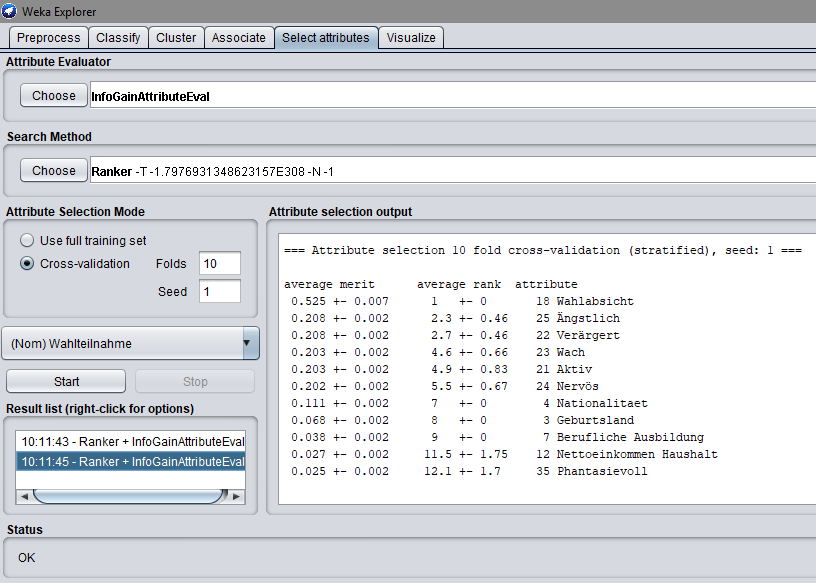 Weka Explorer
Preprocess Classify Cluster Associate Select attributes Visualize
Attribute Evaluator
Choose InfoGainAttributeEval
Search Method
Choose Ranker -T -1.7976931348623157E308 -N -1
Attribute Selection Mode
Use full training set
Cross-validation Folds 10
Seed 1
(Nom) Wahlteilnahme
Start Stop
Result list (right-click for options)
10:11:43 - Ranker + InfoGainAttributeEval
10:11:45 - Ranker + InfoGainAttributeEval
Attribute selection output
=== Attribute selection 10 fold cross-validation (stratified), seed: 1 ===
average merit average rank attribute
0.525 +- 0.007 1 +- 0 18 Wahlabsicht
0.208 +- 0.002 2.3 +- 0.46 25 Ängstlich
0.208 +- 0.002 2.7 +- 0.46 22 Verärgert
0.203 +- 0.002 4.6 +- 0.66 23 Wach
0.203 +- 0.002 4.9 +- 0.83 21 Aktiv
0.202 +- 0.002 5.5 +- 0.67 24 Nervös
0.111 +- 0.002 7 +- 0 4 Nationalitaet
0.068 +- 0.002 8 +- 0 3 Geburtsland
0.038 +- 0.002 9 +- 0 7 Berufliche Ausbildung
0.027 +- 0.002 11.5 +- 1.75 12 Nettoeinkommen Haushalt
0.025 +- 0.002 12.1 +- 1.7 35 Phantasievoll
Status
OK